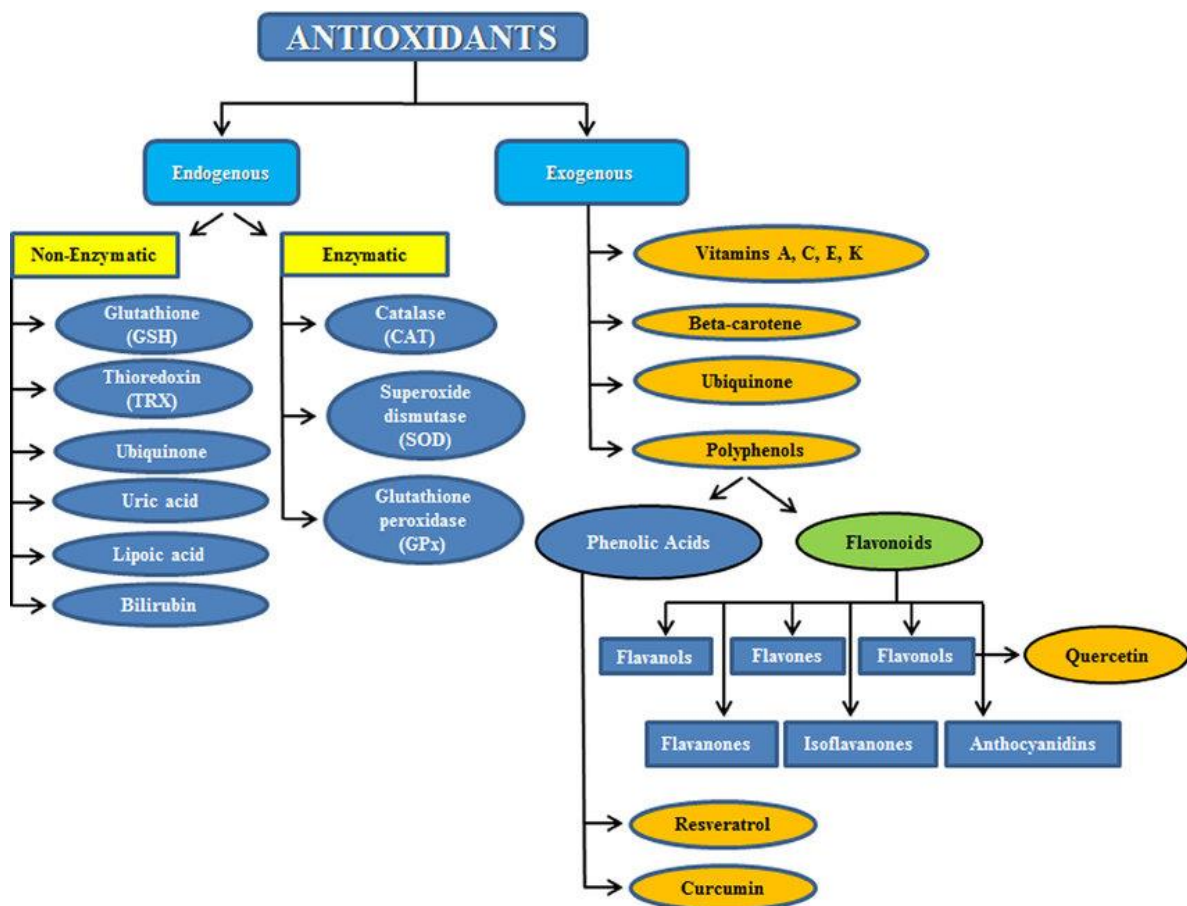 ANTIOXIDANTS
Endogenous
Exogenous
Non-Enzymatic
Enzymatic
Glutathione
(GSH)
Thioredoxin
(TRX)
Ubiquinone
Uric acid
Lipoic acid
Bilirubin
Catalase
(CAT)
Superoxide
dismutase
(SOD)
Glutathione
peroxidase
(GPx)
Vitamins A, C, E, K
Beta-carotene
Ubiquinone
Polyphenols
Phenolic Acids
Flavonoids
Flavanols
Flavones
Flavonols
Quercetin
Flavanones
Isoflavanones
Anthocyanidins
Resveratrol
Curcumin